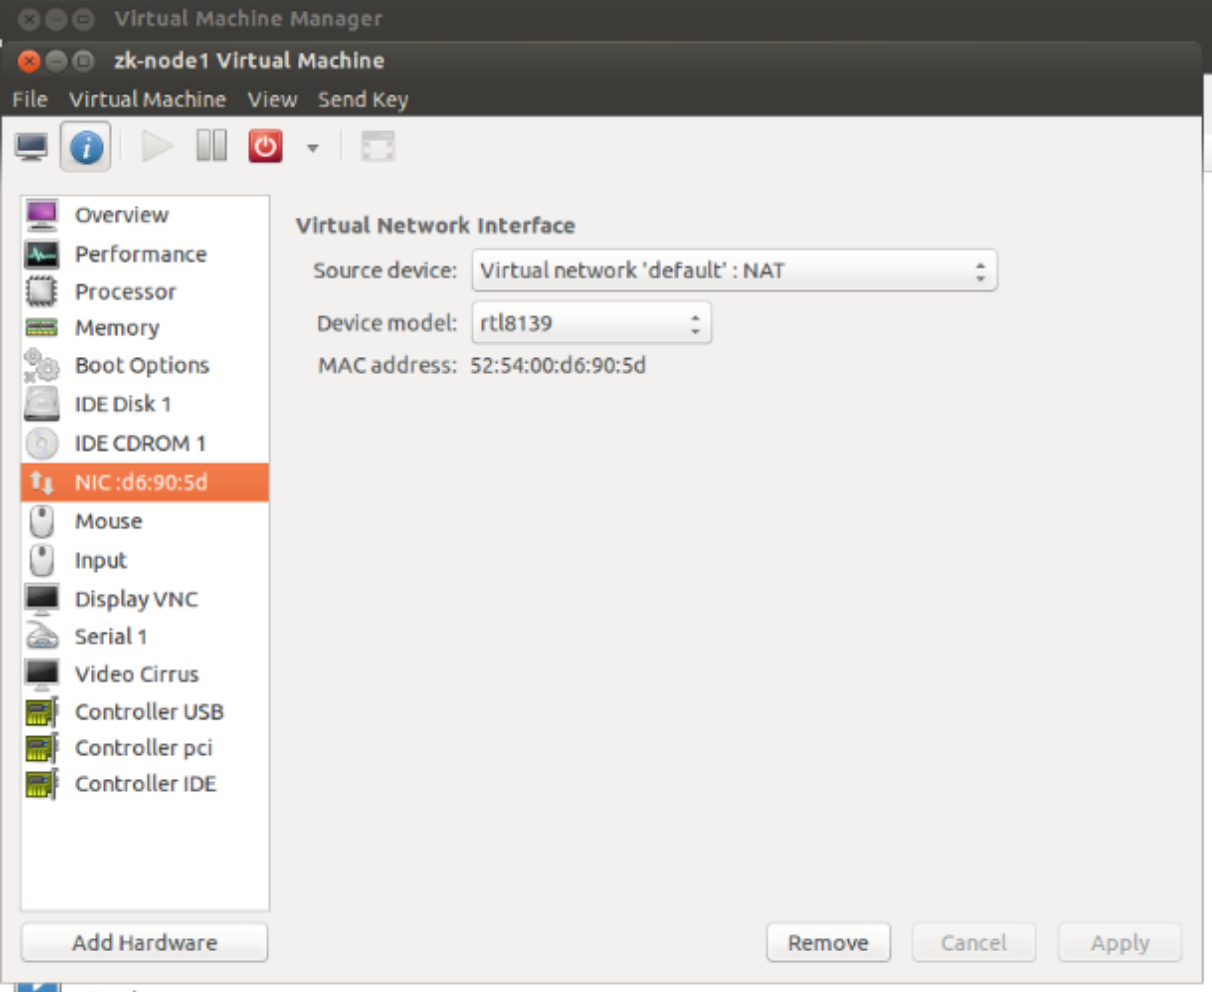 Virtual Machine Manager
zk-node1 Virtual Machine
File Virtual Machine View Send Key
Overview
Performance
Processor
Memory
Boot Options
IDE Disk 1
IDE CDROM 1
NIC :d6:90:5d
Mouse
Input
Display VNC
Serial 1
Video Cirrus
Controller USB
Controller pci
Controller IDE
Add Hardware
Virtual Network Interface
Source device: Virtual network 'default' : NAT
Device model: rtl8139
MAC address: 52:54:00:d6:90:5d
Remove Cancel Apply